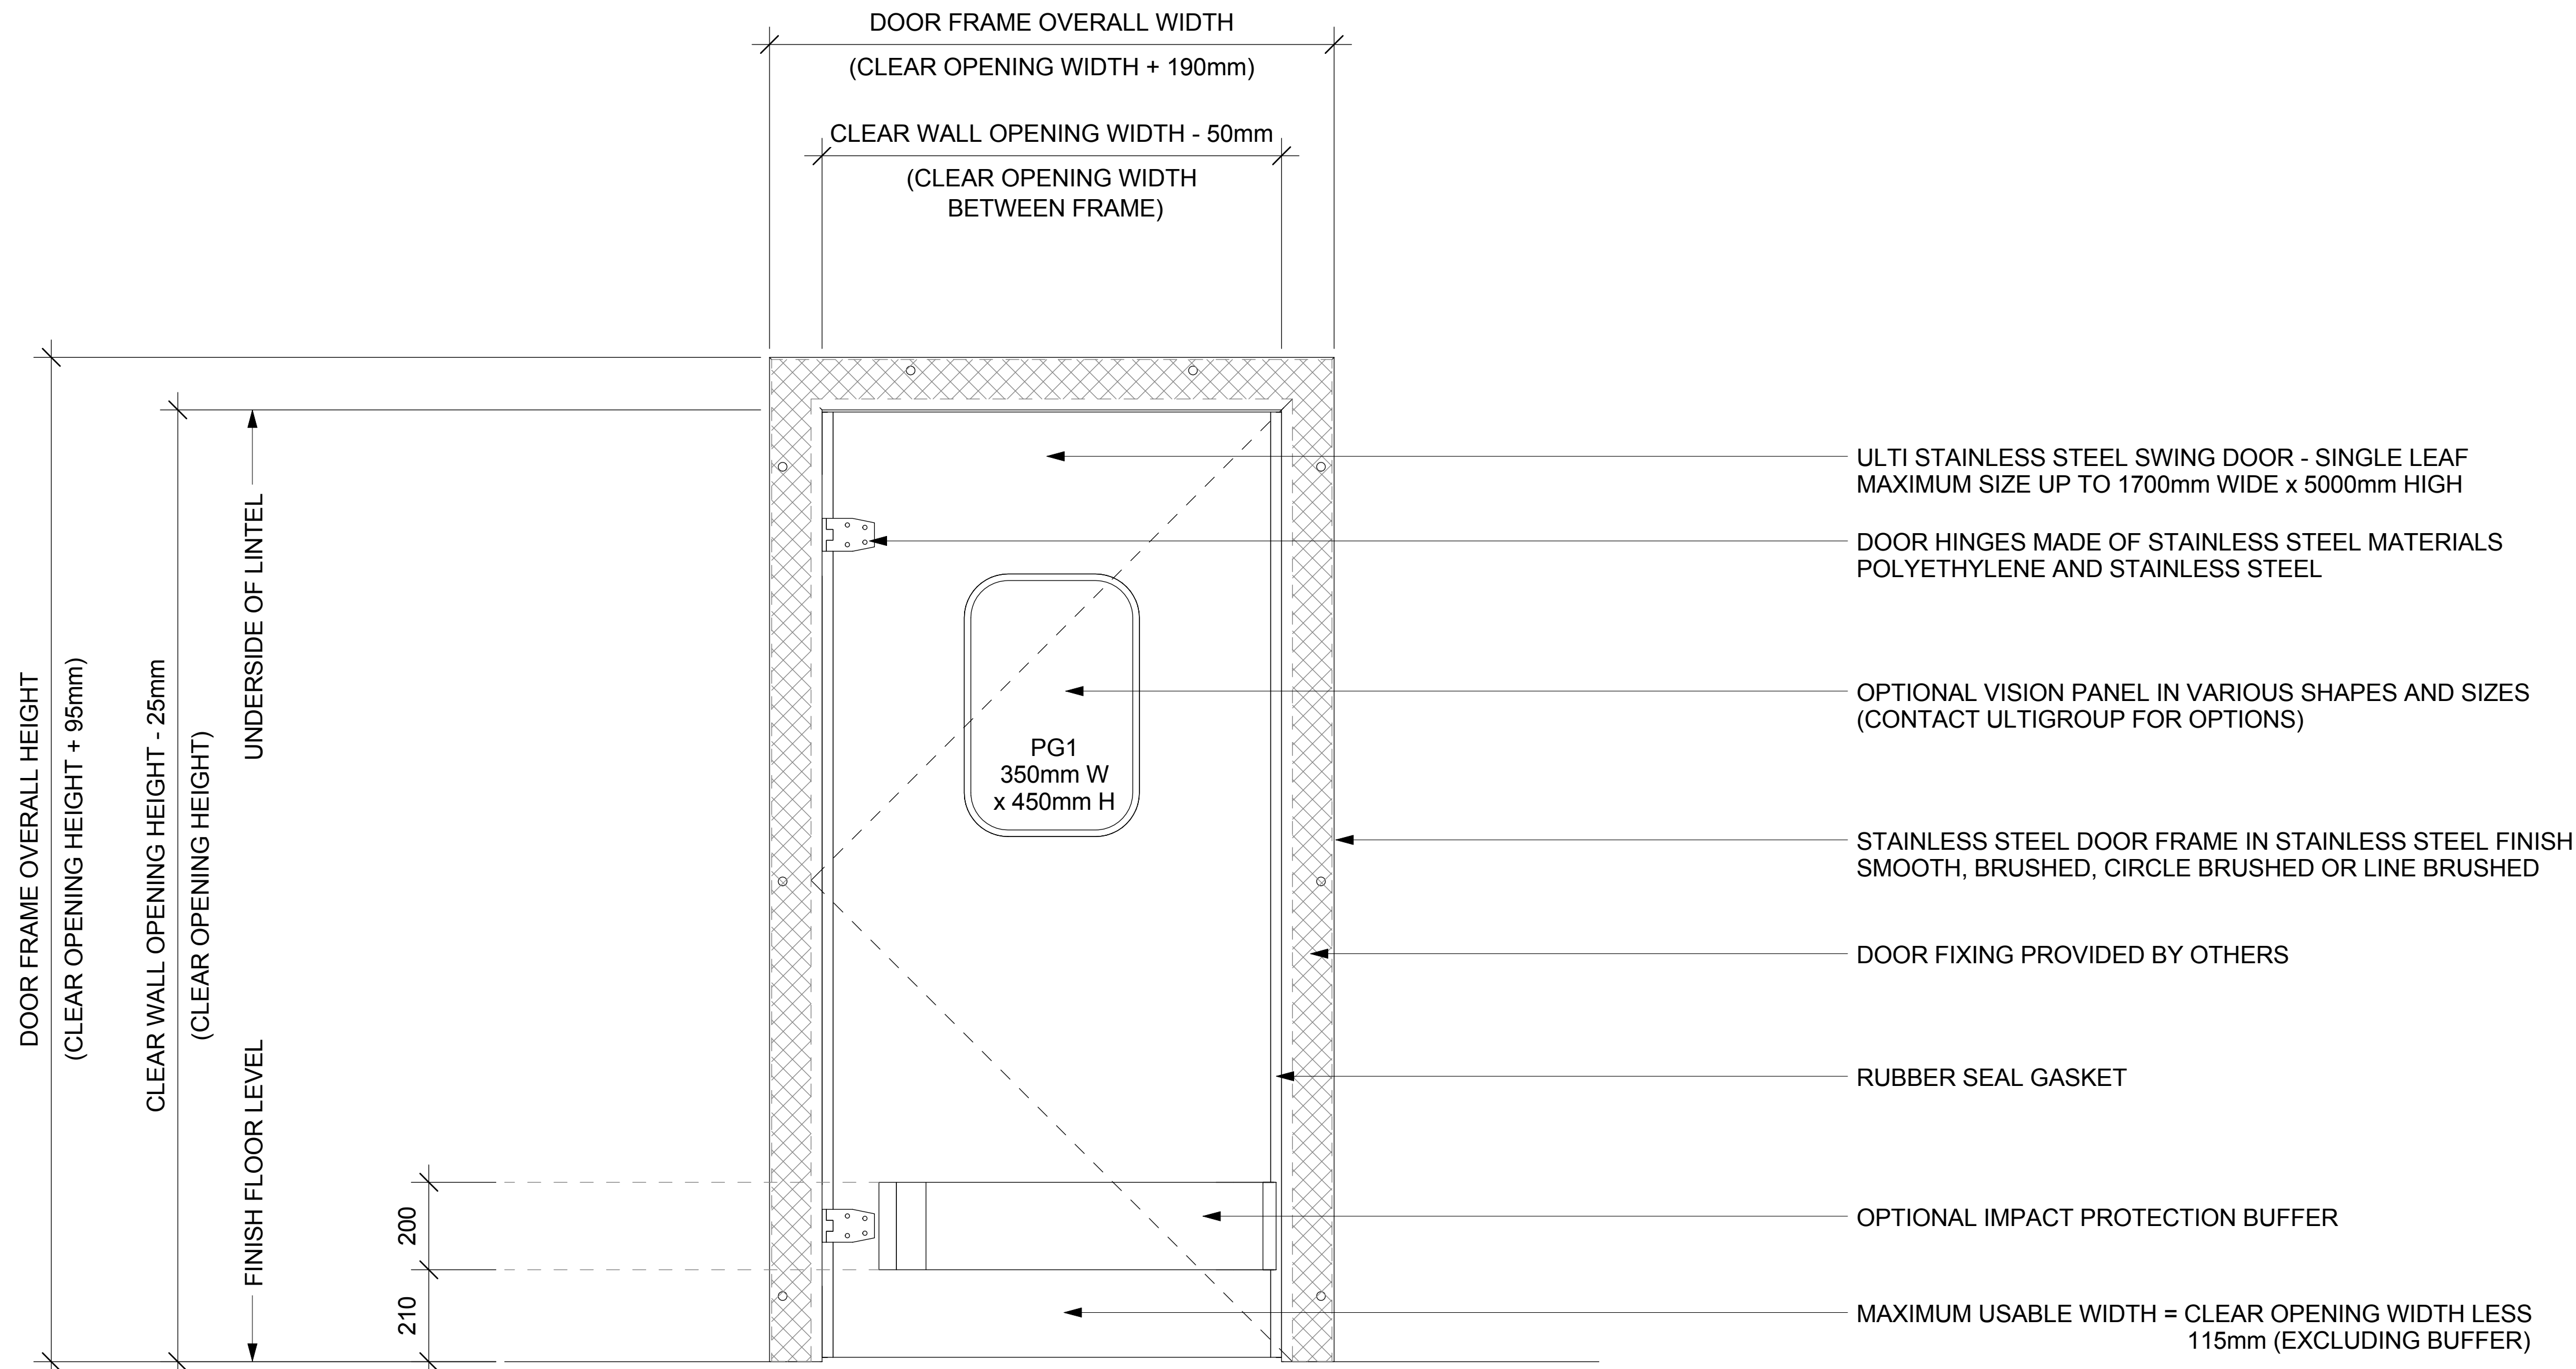 DOOR FRAME OVERALL WIDTH
(CLEAR OPENING WIDTH + 190mm)
CLEAR WALL OPENING WIDTH - 50mm
(CLEAR OPENING WIDTH
BETWEEN FRAME)
DOOR FRAME OVERALL HEIGHT
(CLEAR OPENING HEIGHT + 95mm)
CLEAR WALL OPENING HEIGHT - 25mm
(CLEAR OPENING HEIGHT)
UNDERSIDE OF LINTEL
FINISH FLOOR LEVEL
200
210
PG1
350mm W
x 450mm H
ULTI STAINLESS STEEL SWING DOOR - SINGLE LEAF
MAXIMUM SIZE UP TO 1700mm WIDE x 5000mm HIGH
DOOR HINGES MADE OF STAINLESS STEEL MATERIALS
POLYETHYLENE AND STAINLESS STEEL
OPTIONAL VISION PANEL IN VARIOUS SHAPES AND SIZES
(CONTACT ULTIGROUP FOR OPTIONS)
STAINLESS STEEL DOOR FRAME IN STAINLESS STEEL FINISH
SMOOTH, BRUSHED, CIRCLE BRUSHED OR LINE BRUSHED
DOOR FIXING PROVIDED BY OTHERS
RUBBER SEAL GASKET
OPTIONAL IMPACT PROTECTION BUFFER
MAXIMUM USABLE WIDTH = CLEAR OPENING WIDTH LESS
115mm (EXCLUDING BUFFER)